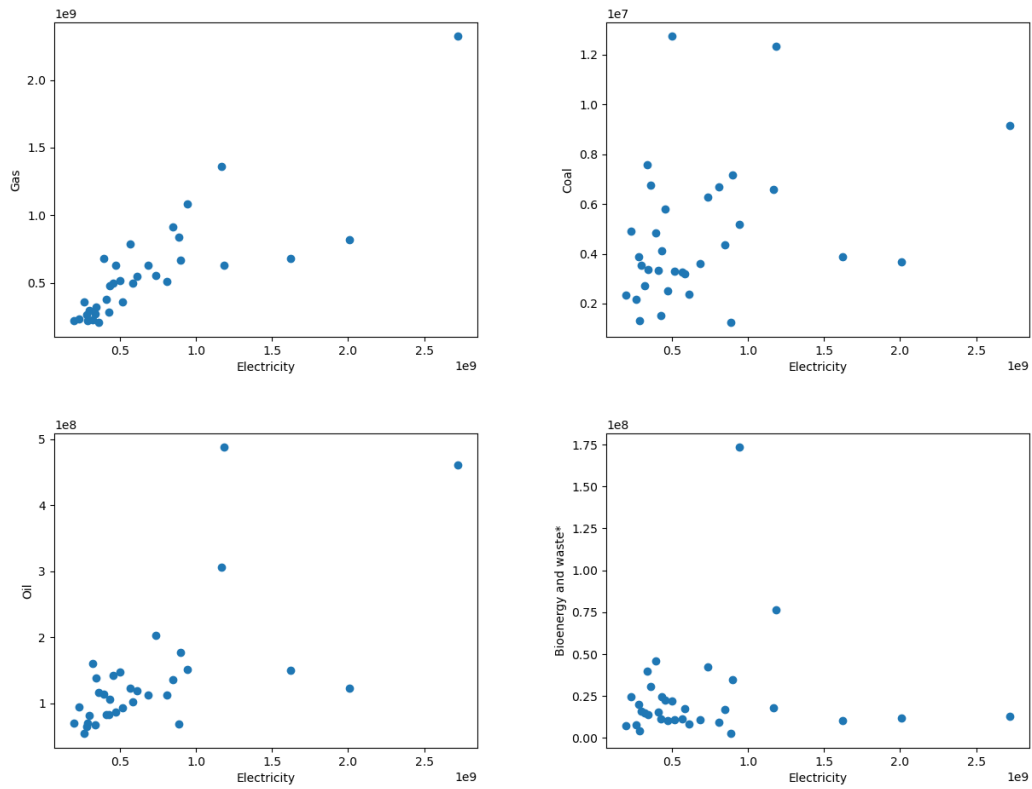 1e9
2.0
1.5
1.0
0.5
Gas
0.5 1.0 1.5 2.0 2.5
Electricity
1e9
1e7
1.2
1.0
0.8
0.6
0.4
0.2
Coal
0.5 1.0 1.5 2.0 2.5
Electricity
1e9
1e8
5
4
3
2
1
Oil
0.5 1.0 1.5 2.0 2.5
Electricity
1e9
1e8
1.75
1.50
1.25
1.00
0.75
0.50
0.25
0.00
Bioenergy and waste*
0.5 1.0 1.5 2.0 2.5
Electricity
1e9